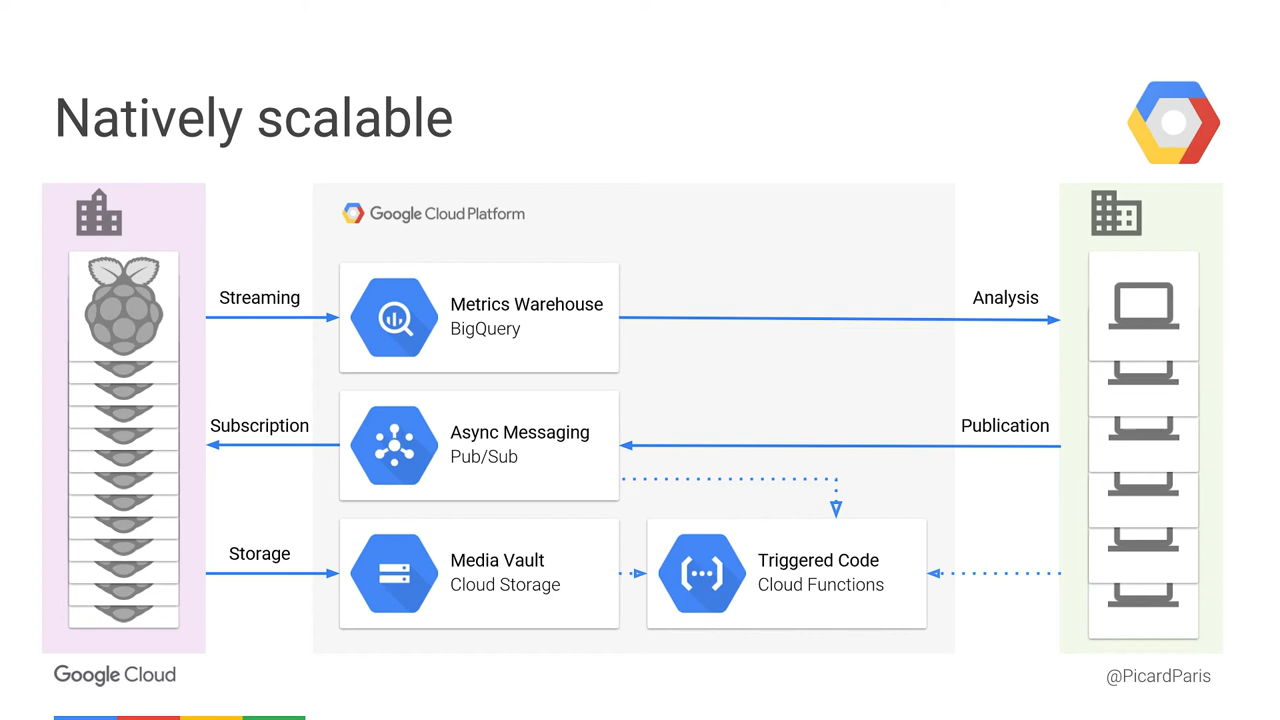 Natively scalable
Google Cloud Platform
Streaming
Metrics Warehouse
BigQuery
Analysis
Subscription
Async Messaging
Pub/Sub
Publication
Storage
Media Vault
Cloud Storage
Triggered Code
Cloud Functions
Google Cloud
@PicardParis